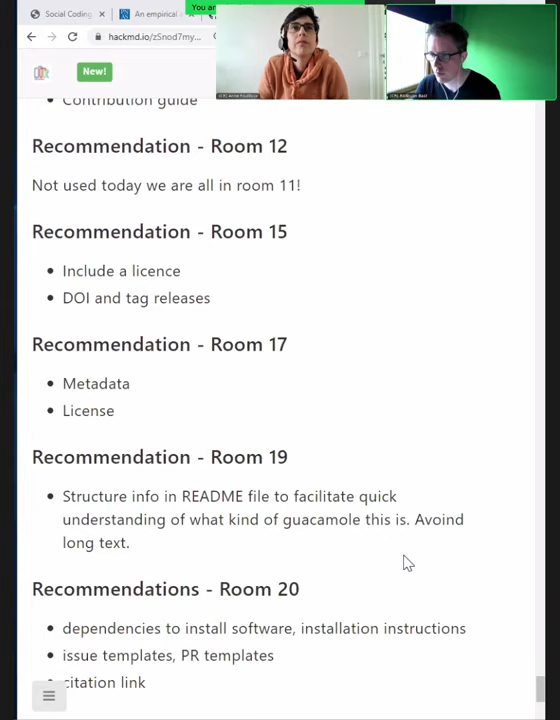 Social Coding
An empirical a
You ar
hackmd.io/zSnod7my...
New!
Contribution guide
Recommendation - Room 12
Not used today we are all in room 11!
Recommendation - Room 15
Include a licence
DOI and tag releases
Recommendation - Room 17
Metadata
License
Recommendation - Room 19
Structure info in README file to facilitate quick
understanding of what kind of guacamole this is. Avoind
long text.
Recommendations - Room 20
dependencies to install software, installation instructions
issue templates, PR templates
citation link